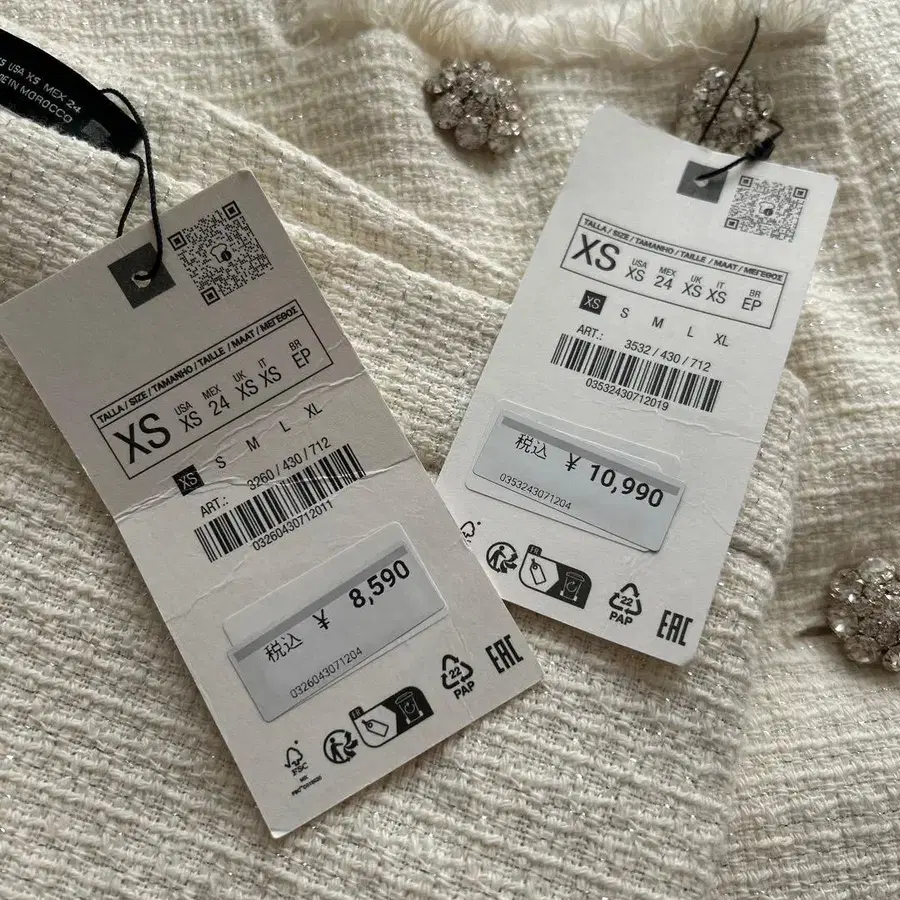 USA XS MEX 24
MOROCCO
TALLA / SIZE / TAMANHO / TAILLE / MAAT / ΜΕΓΕΘΟΣ
XS USA XS MEX 24 UK XS IT XS BR EP
XS S M L XL
ART.: 3260 / 430 / 712
03260430712011
税込 ¥ 8,590
0326043071204
FSC
FR
22
PAP
EAC
TALLA / SIZE / TAMANHO / TAILLE / MAAT / ΜΕΓΕΘΟΣ
XS USA XS MEX 24 UK XS IT XS BR EP
XS S M L XL
ART.: 3532 / 430 / 712
03532430712019
税込 ¥ 10,990
0353243071204
FR
22
PAP
EAC